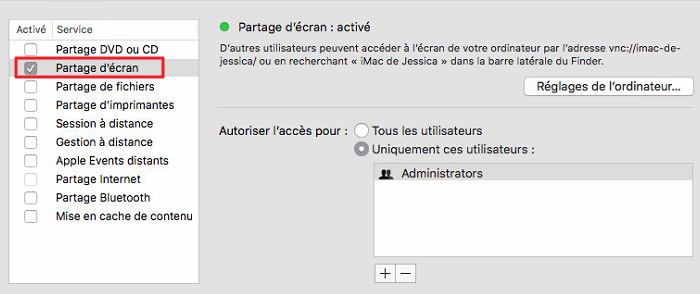 Activé Service
Partage DVD ou CD
Partage d'écran
Partage de fichiers
Partage d'imprimantes
Session à distance
Gestion à distance
Apple Events distants
Partage Internet
Partage Bluetooth
Mise en cache de contenu
Partage d'écran : activé
D'autres utilisateurs peuvent accéder à l'écran de votre ordinateur par l'adresse vnc://imac-de-
jessica/ ou en recherchant « iMac de Jessica » dans la barre latérale du Finder.
Réglages de l'ordinateur...
Autoriser l'accès pour : Tous les utilisateurs
Uniquement ces utilisateurs :
Administrators
+ −